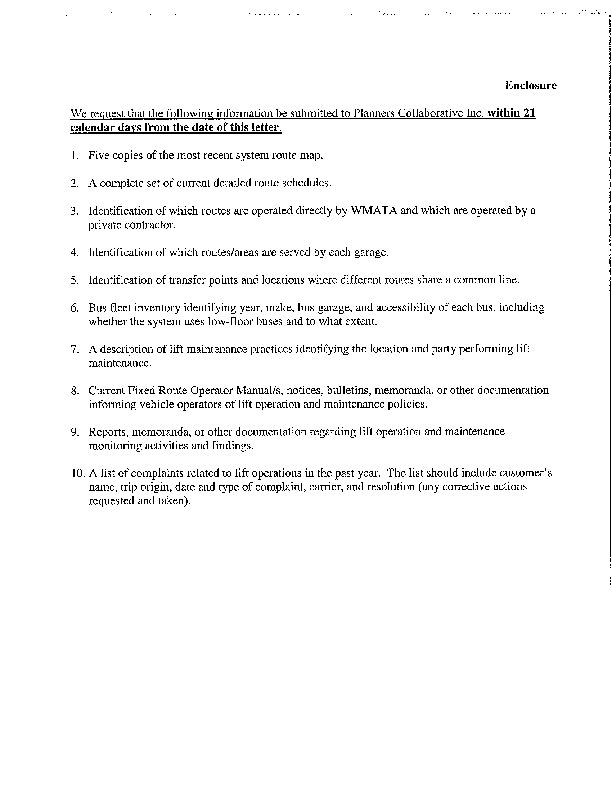 Enclosure
We request that the following information be submitted to Planners Collaborative Inc. within 21
calendar days from the date of this letter.
1. Five copies of the most recent system route map.
2. A complete set of current detailed route schedules.
3. Identification of which routes are operated directly by WMATA and which are operated by a
private contractor.
4. Identification of which routes/areas are served by each garage.
5. Identification of transfer points and locations where different routes share a common line.
6. Bus fleet inventory identifying year, make, bus garage, and accessibility of each bus, including
whether the system uses low-floor buses and to what extent.
7. A description of lift maintenance practices identifying the location and party performing lift
maintenance.
8. Current Fixed Route Operator Manual/s, notices, bulletins, memoranda, or other documentation
informing vehicle operators of lift operation and maintenance policies.
9. Reports, memoranda, or other documentation regarding lift operation and maintenance
monitoring activities and findings.
10. A list of complaints related to lift operations in the past year. The list should include customer's
name, trip origin, date and type of complaint, carrier, and resolution (any corrective actions
requested and taken).